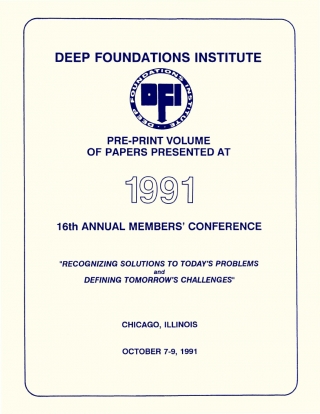 DEEP FOUNDATIONS INSTITUTE
DEEP FOUNDATIONS INSTITUTE
DFI
PRE-PRINT VOLUME
OF PAPERS PRESENTED AT
1991
16th ANNUAL MEMBERS' CONFERENCE
"RECOGNIZING SOLUTIONS TO TODAY'S PROBLEMS
and
DEFINING TOMORROW'S CHALLENGES"
CHICAGO, ILLINOIS
OCTOBER 7-9, 1991